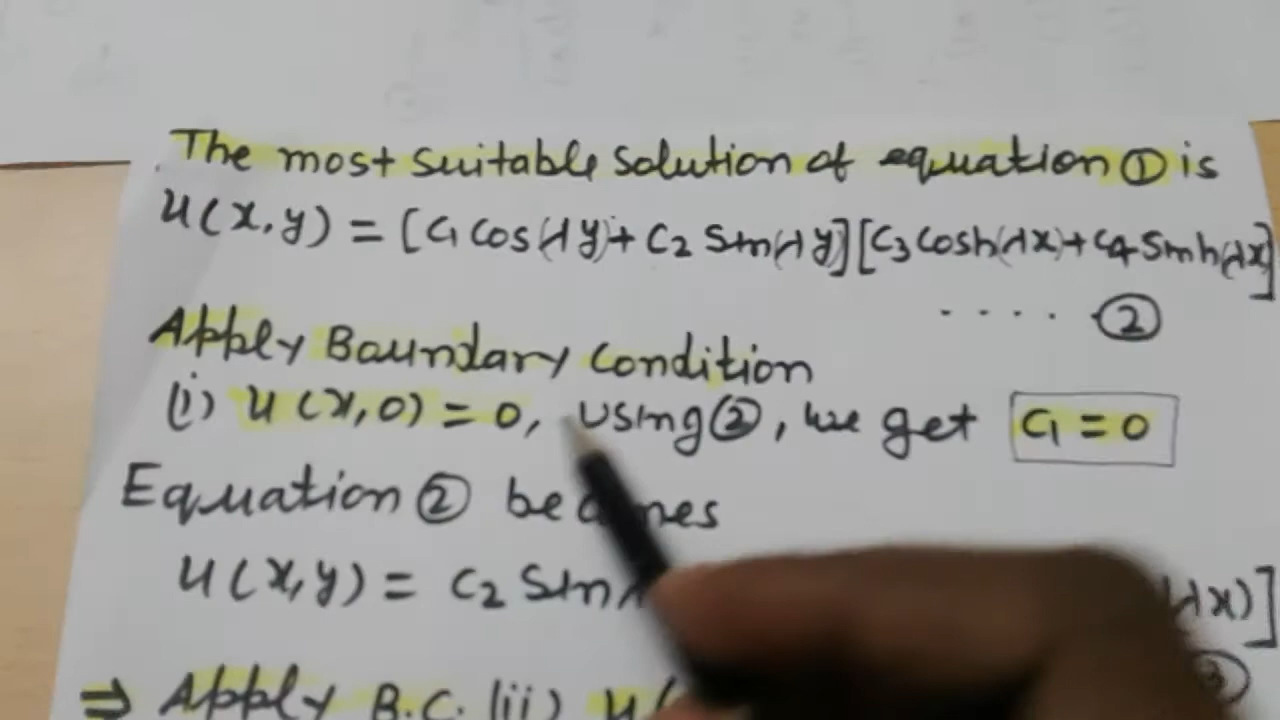 The most suitable solution of equation ① is
u(x,y) = [C1 Cos(λy) + C2 Sin(λy)][C3 Cosh(λx) + C4 Sinh(λx)]
.... ②
Apply Boundary Condition
(i) u(x,0) = 0, using ②, we get C1 = 0
Equation ② becomes
u(x,y) = C2 Sin λx)]
③
⇒ Apply B.C. (ii) u(